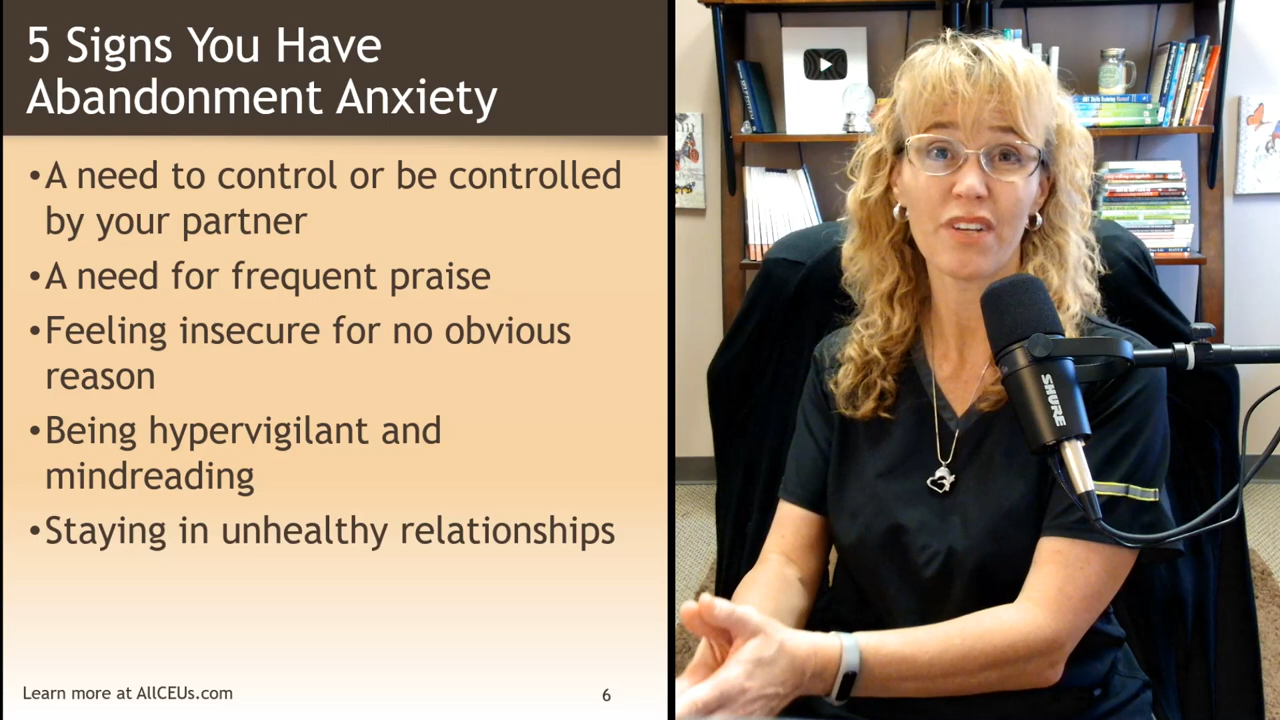 5 Signs You Have
Abandonment Anxiety
•A need to control or be controlled
by your partner
•A need for frequent praise
•Feeling insecure for no obvious
reason
•Being hypervigilant and
mindreading
•Staying in unhealthy relationships
Learn more at AllCEUs.com
6
SHURE